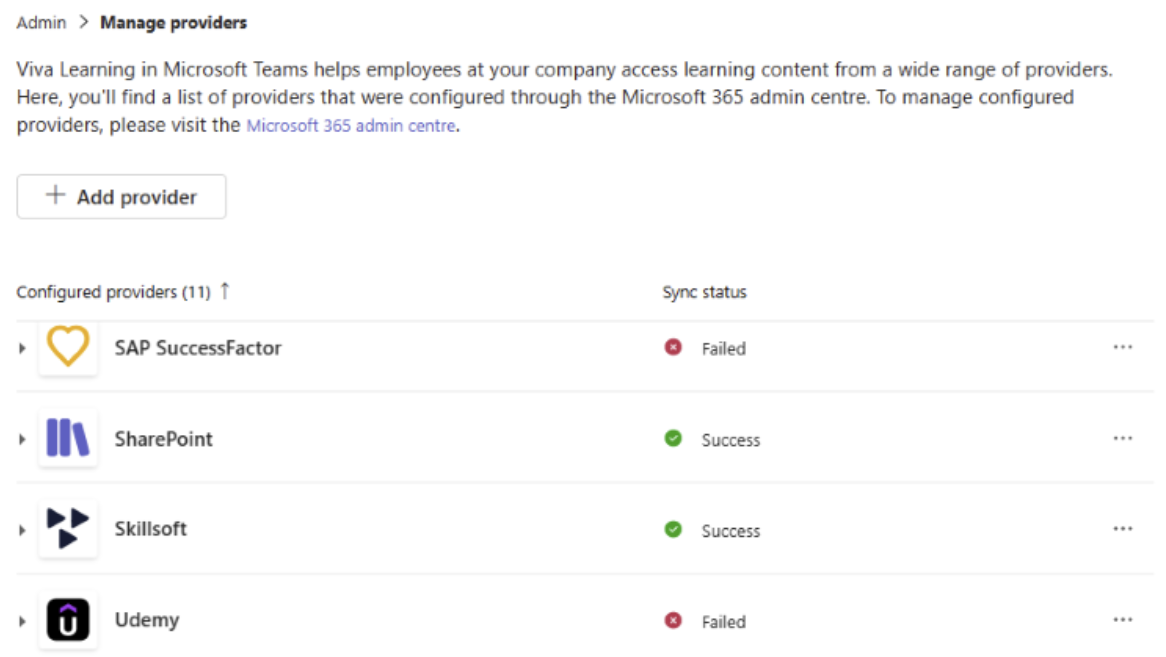 Admin > Manage providers
Viva Learning in Microsoft Teams helps employees at your company access learning content from a wide range of providers.
Here, you'll find a list of providers that were configured through the Microsoft 365 admin centre. To manage configured
providers, please visit the Microsoft 365 admin centre.
+ Add provider
Configured providers (11) ↑ Sync status
SAP SuccessFactor Failed
SharePoint Success
Skillsoft Success
Udemy Failed